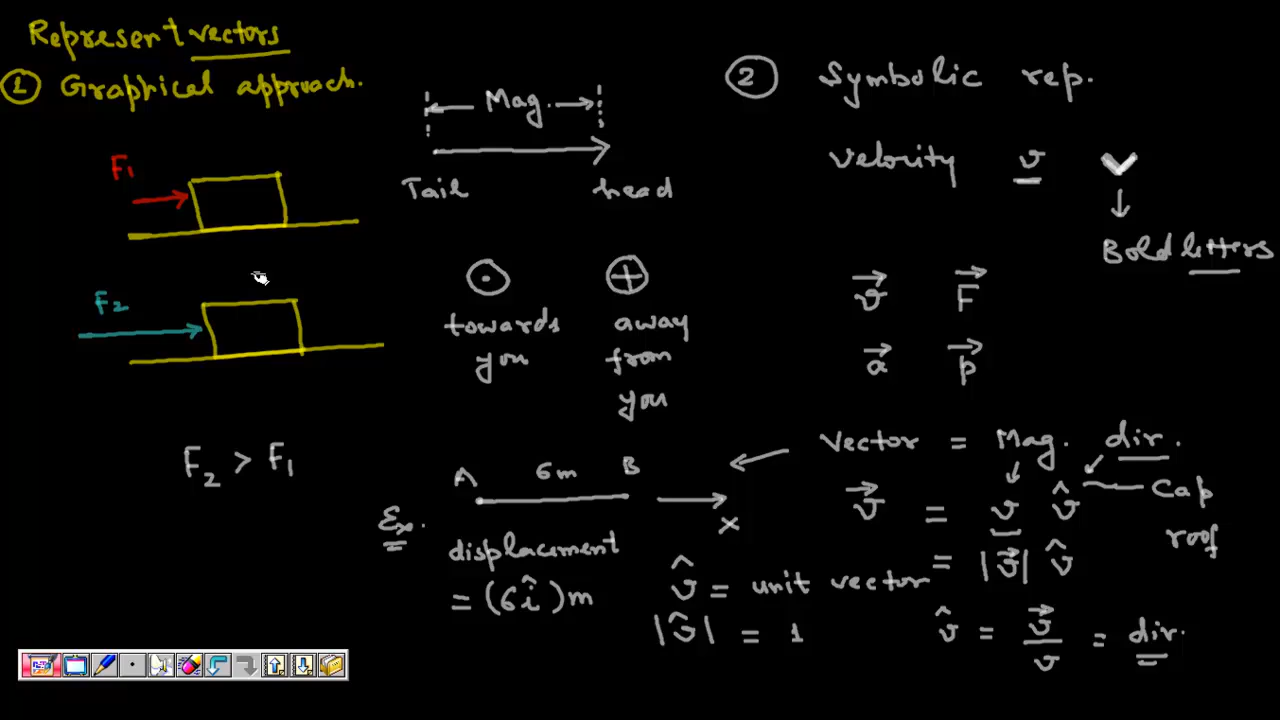 Represent vectors
① Graphical approach.
F₁
F₂
F₂ > F₁
Mag.
Tail head
towards you
away from you
A 6m B
x
Ex.
displacement
= (6î)m
② Symbolic rep.
velocity v v
↓
Bold letters
v⃗ F⃗
a⃗ p⃗
Vector = Mag. dir.
v⃗ = v v̂
Cap
roof
= |v⃗| v̂
v̂ = unit vector
|v̂| = 1
v̂ = v⃗/v = dir.